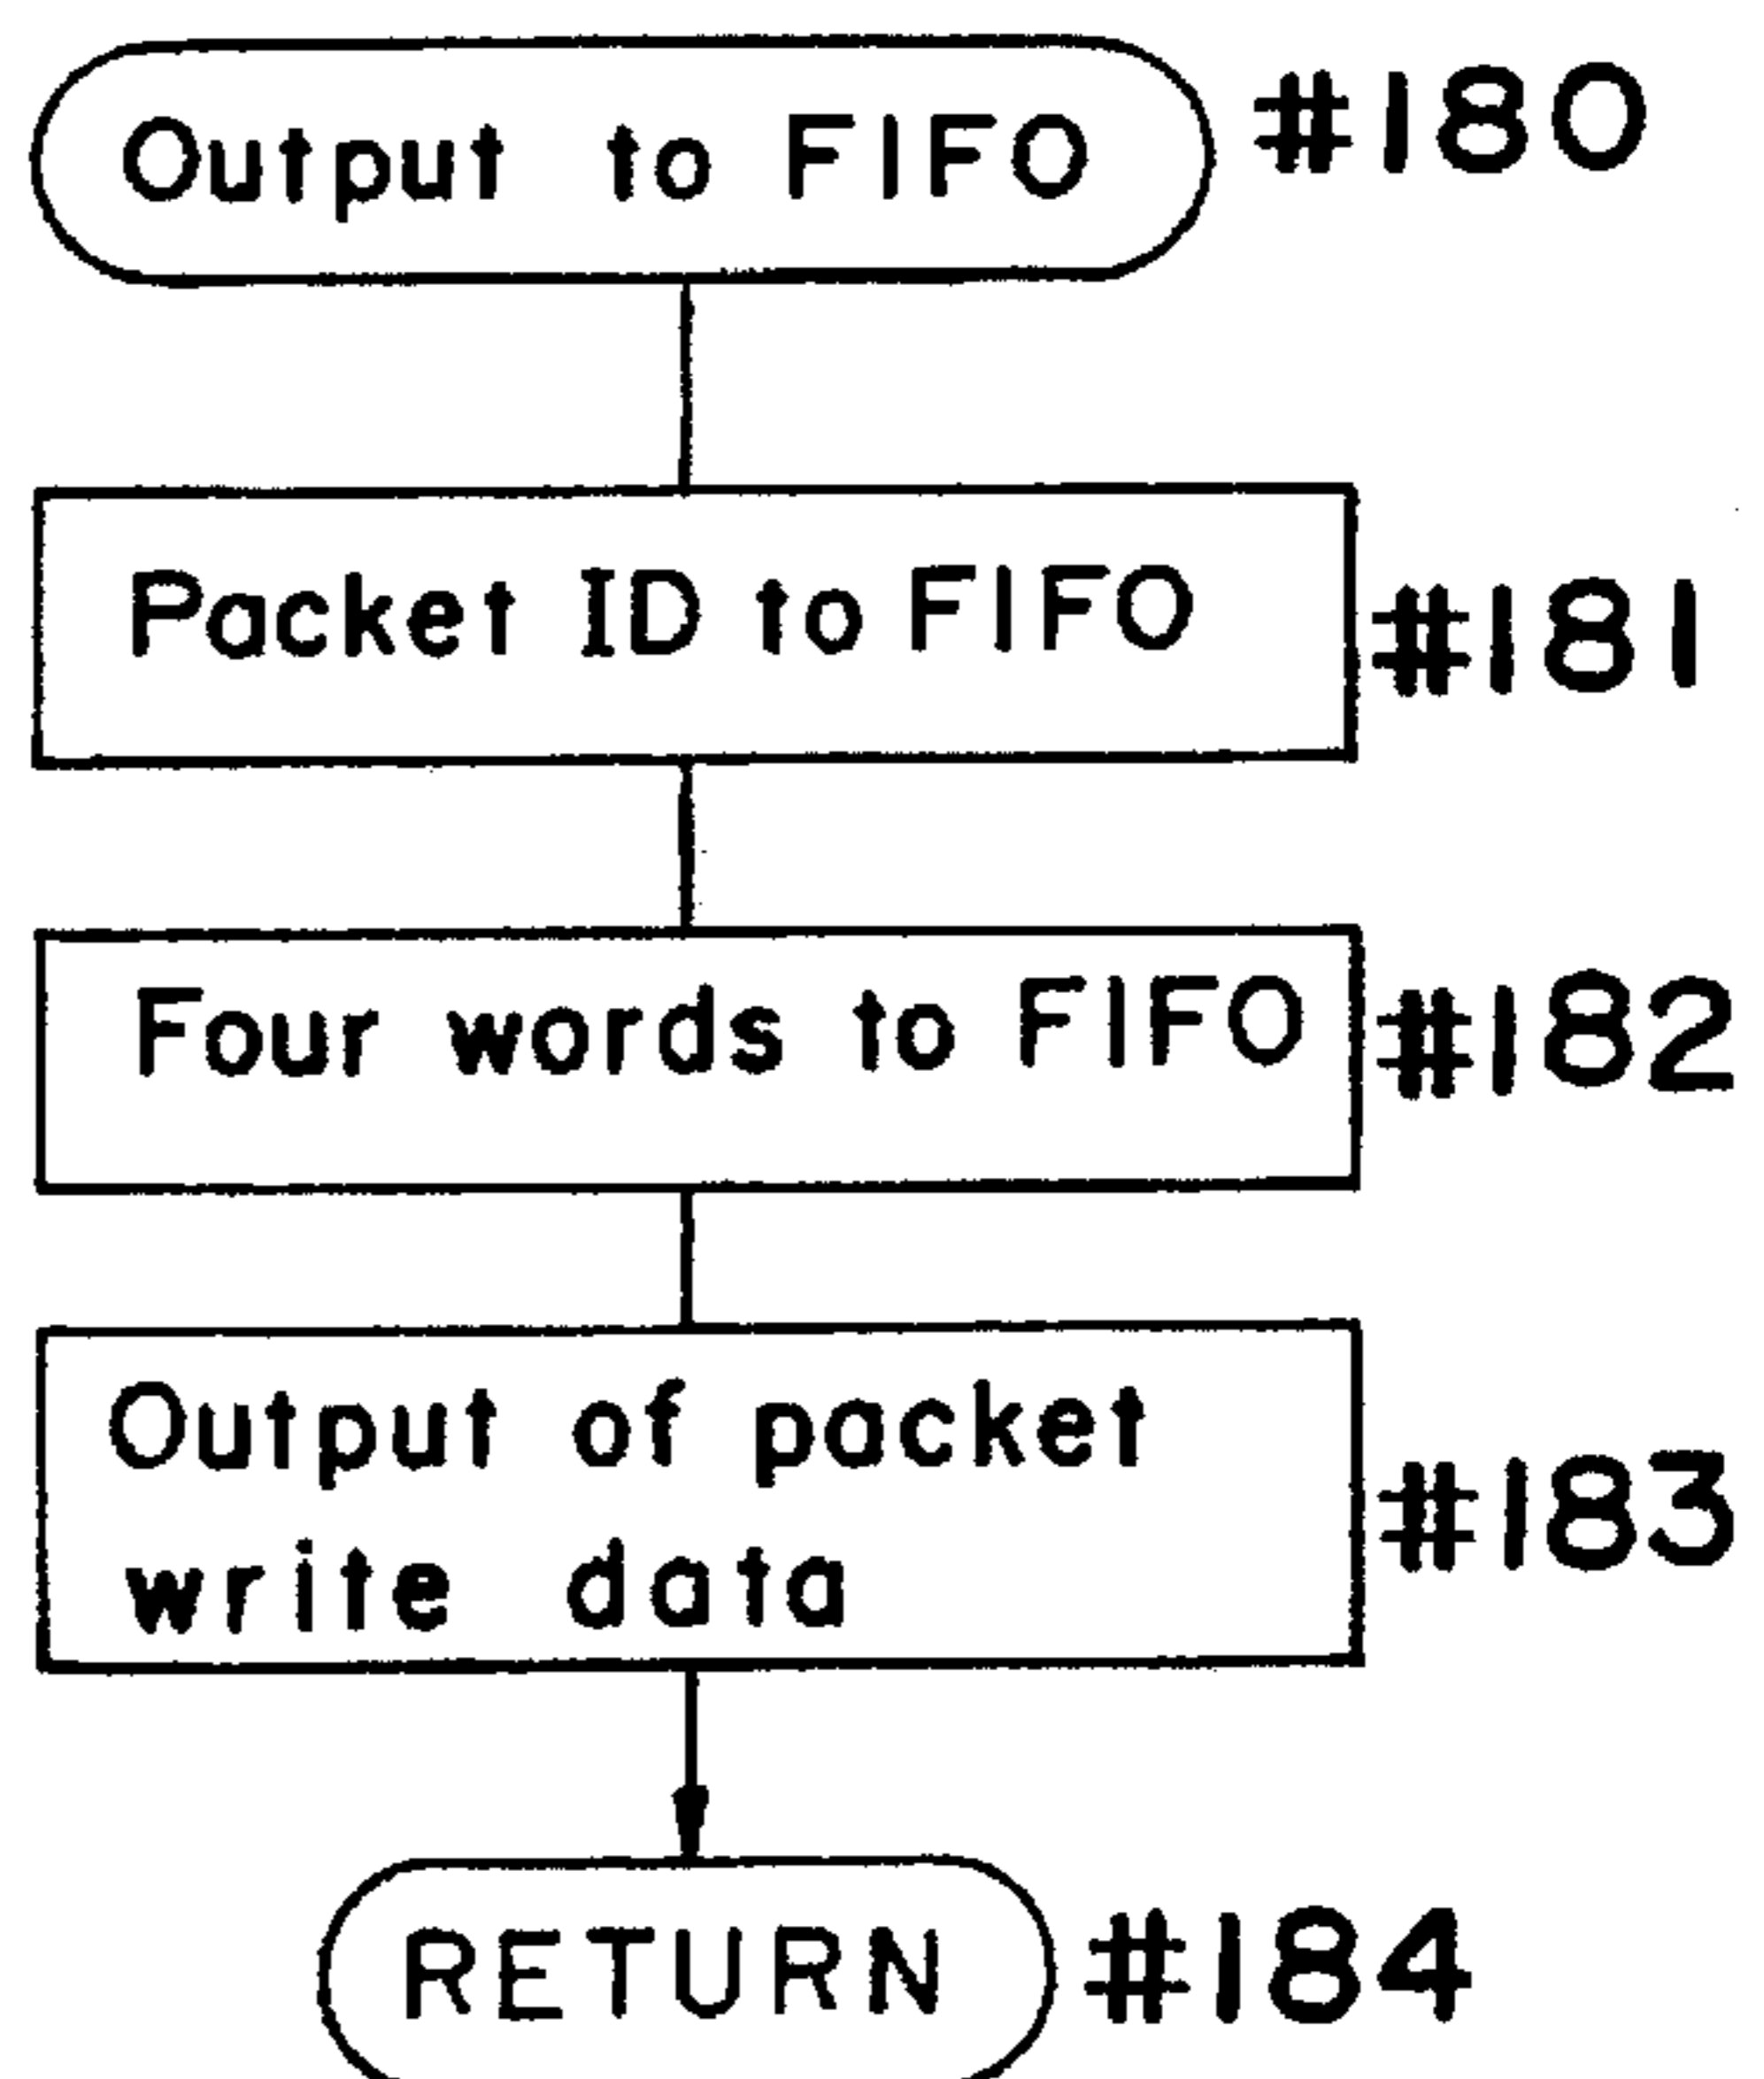 Output to FIFO #180
Packet ID to FIFO #181
Four words to FIFO #182
Output of packet
write data #183
RETURN #184